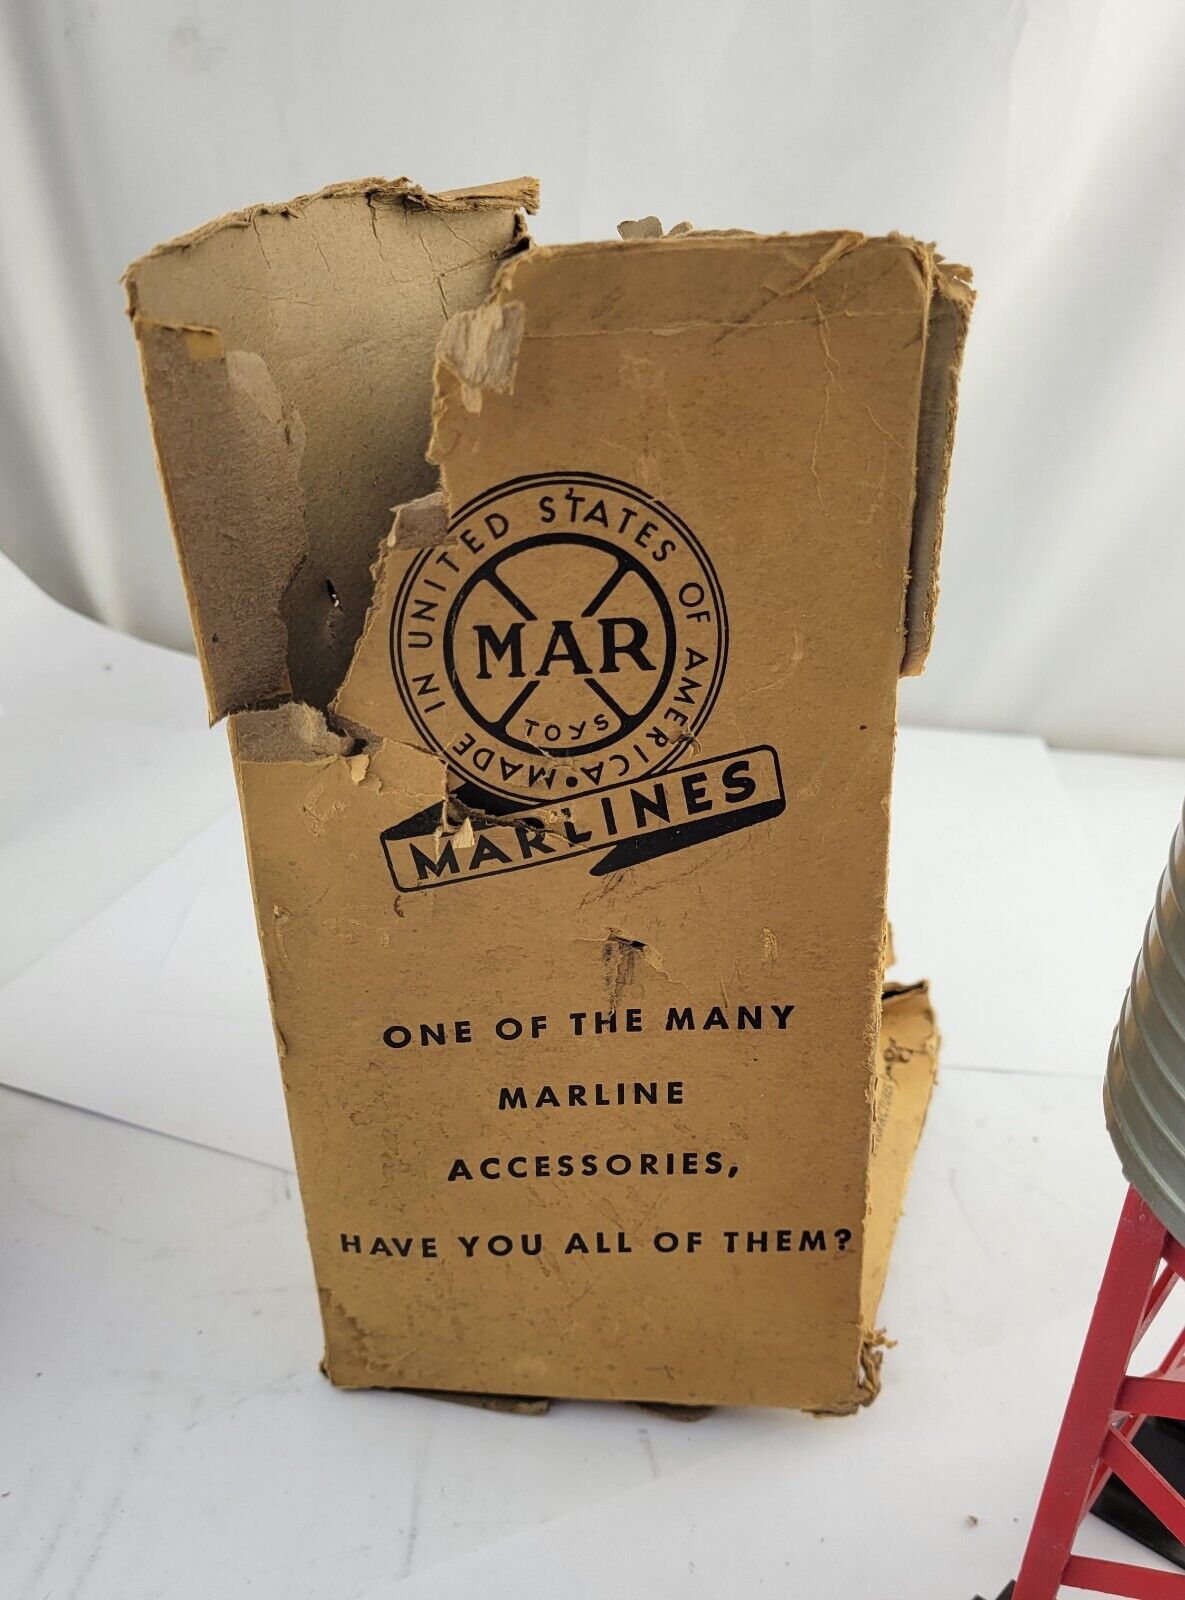 MADE IN UNITED STATES OF AMERICA •
MAR
TOYS
MARLINES
ONE OF THE MANY
MARLINE
ACCESSORIES,
HAVE YOU ALL OF THEM?